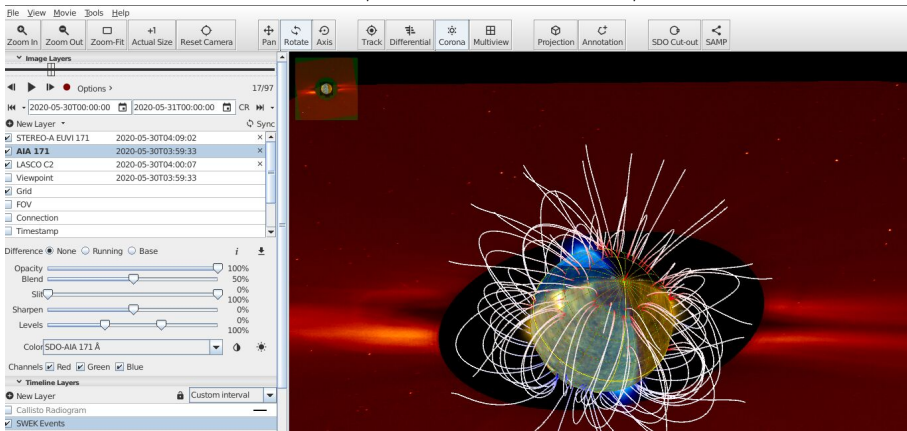 File View Movie Tools Help
Zoom In Zoom Out Zoom-Fit Actual Size Reset Camera Pan Rotate Axis Track Differential Corona Multiview Projection Annotation SDO Cut-out SAMP
+1
Image Layers
Options > 17/97
2020-05-30T00:00:00 2020-05-31T00:00:00 CR
New Layer Sync
STEREO-A EUVI 171 2020-05-30T04:09:02 ×
AIA 171 2020-05-30T03:59:33 ×
LASCO C2 2020-05-30T04:00:07 ×
Viewpoint 2020-05-30T03:59:33
Grid
FOV
Connection
Timestamp
Difference None Running Base i
Opacity 100%
Blend 50%
Slit 0%
100%
Sharpen 0%
Levels 0%
100%
Color SDO-AIA 171 Å
Channels Red Green Blue
Timeline Layers
New Layer Custom interval
Callisto Radiogram
SWEK Events